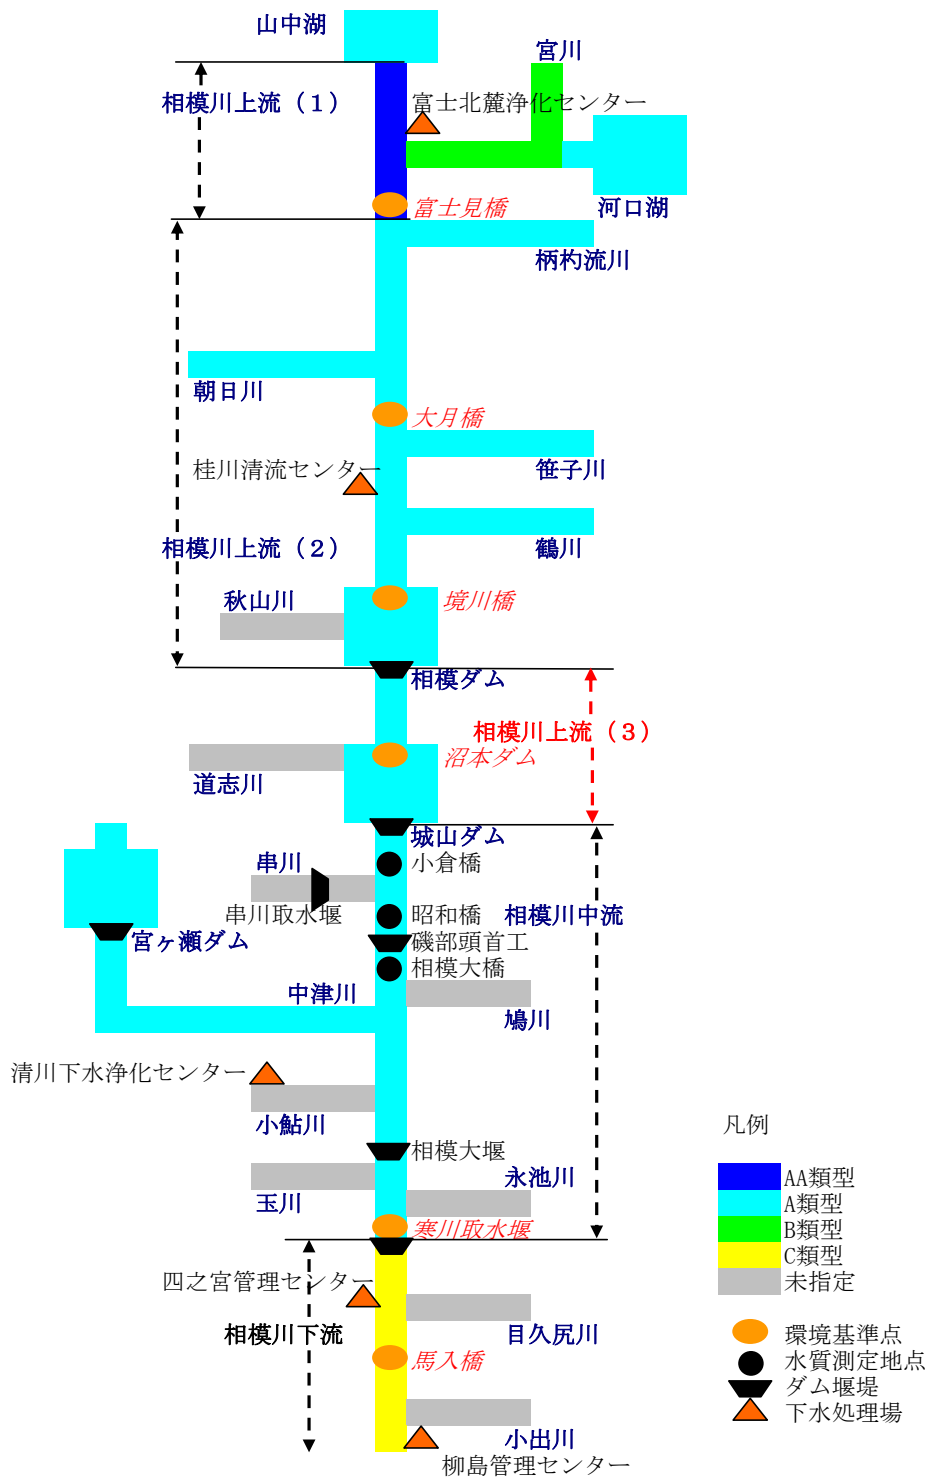 山中湖
宮川
相模川上流（１）
富士北麓浄化センター
河口湖
富士見橋
柄杓流川
朝日川
大月橋
桂川清流センター
笹子川
相模川上流（２）
鶴川
秋山川
境川橋
相模ダム
相模川上流（３）
沼本ダム
道志川
城山ダム
串川
小倉橋
串川取水堰
昭和橋
相模川中流
宮ヶ瀬ダム
磯部頭首工
相模大橋
中津川
鳩川
清川下水浄化センター
小鮎川
凡例
相模大堰
永池川
AA類型
玉川
A類型
寒川取水堰
B類型
C類型
四之宮管理センター
未指定
相模川下流
目久尻川
環境基準点
馬入橋
水質測定地点
ダム堰堤
下水処理場
小出川
柳島管理センター